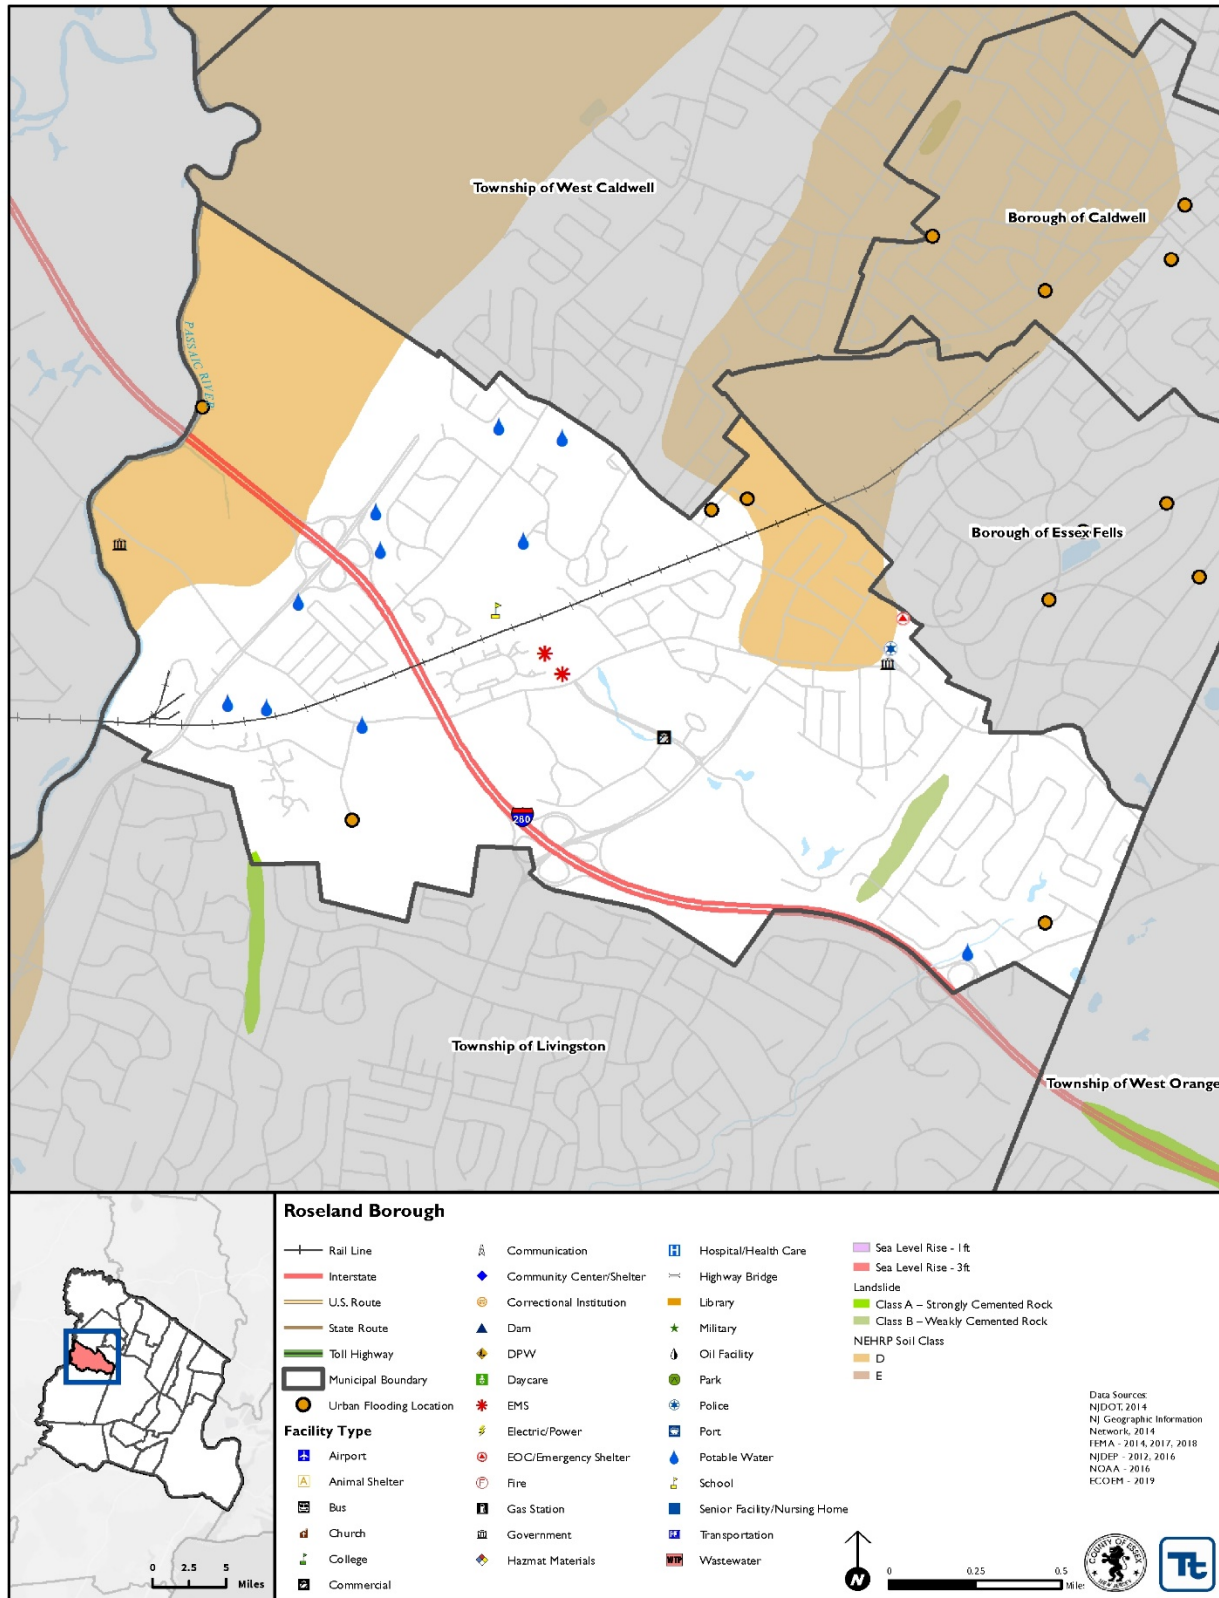 Township of West Caldwell
Borough of Caldwell
PASSAIC RIVER
Borough of Essex Fells
280
Township of Livingston
Township of West Orange
Roseland Borough
Rail Line
Interstate
U.S. Route
State Route
Toll Highway
Municipal Boundary
Urban Flooding Location
Facility Type
Airport
A
Animal Shelter
Bus
Church
College
Commercial
Communication
Community Center/Shelter
Correctional Institution
Dam
DPW
Daycare
EMS
Electric/Power
EOC/Emergency Shelter
F
Fire
Gas Station
Government
Hazmat Materials
H
Hospital/Health Care
Highway Bridge
Library
Military
Oil Facility
Park
Police
Port
Potable Water
School
Senior Facility/Nursing Home
Transportation
WTP
Wastewater
Sea Level Rise - 1ft
Sea Level Rise - 3ft
Landslide
Class A – Strongly Cemented Rock
Class B – Weakly Cemented Rock
NEHRP Soil Class
D
E
Data Sources:
NJDOT, 2014
NJ Geographic Information
Network, 2014
FEMA - 2014, 2017, 2018
NJDEP - 2012, 2016
NOAA - 2016
ECOEM - 2019
0 2.5 5
Miles
N
0 0.25 0.5
Miles
COUNTY OF ESSEX
NEW JERSEY
Tt